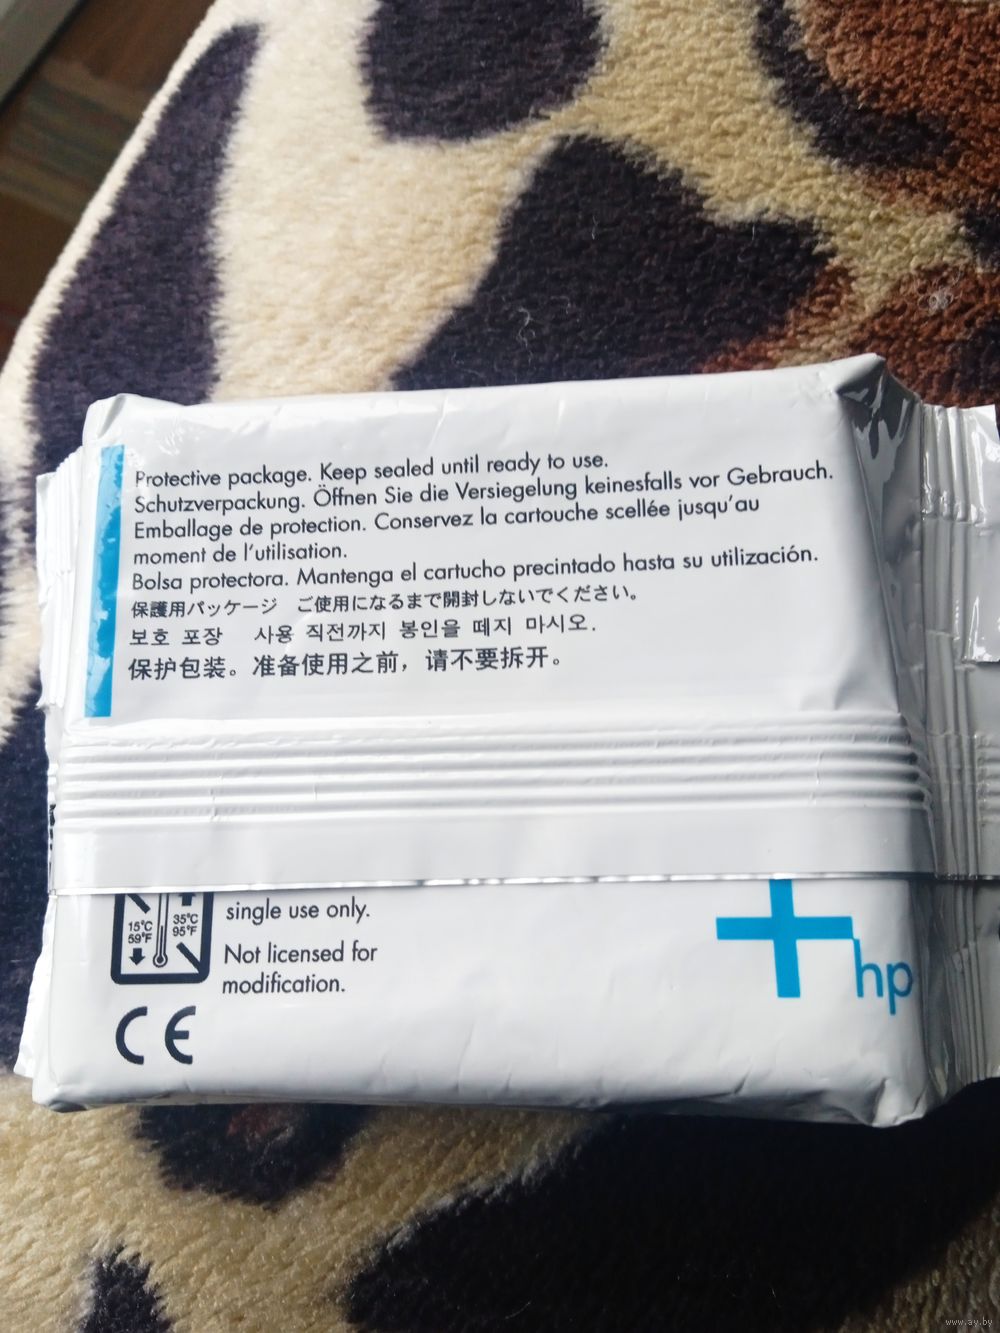 Protective package. Keep sealed until ready to use.
Schutzverpackung. Öffnen Sie die Versiegelung keinesfalls vor Gebrauch.
Emballage de protection. Conservez la cartouche scellée jusqu'au
moment de l'utilisation.
Bolsa protectora. Mantenga el cartucho precintado hasta su utilización.
保護用パッケージ ご使用になるまで開封しないでください。
보호 포장 사용 직전까지 봉인을 떼지 마시오.
保护包装。准备使用之前，请不要拆开。
15°C 35°C
59°F 95°F
single use only.
Not licensed for
modification.
hp
CE
www.ay.by